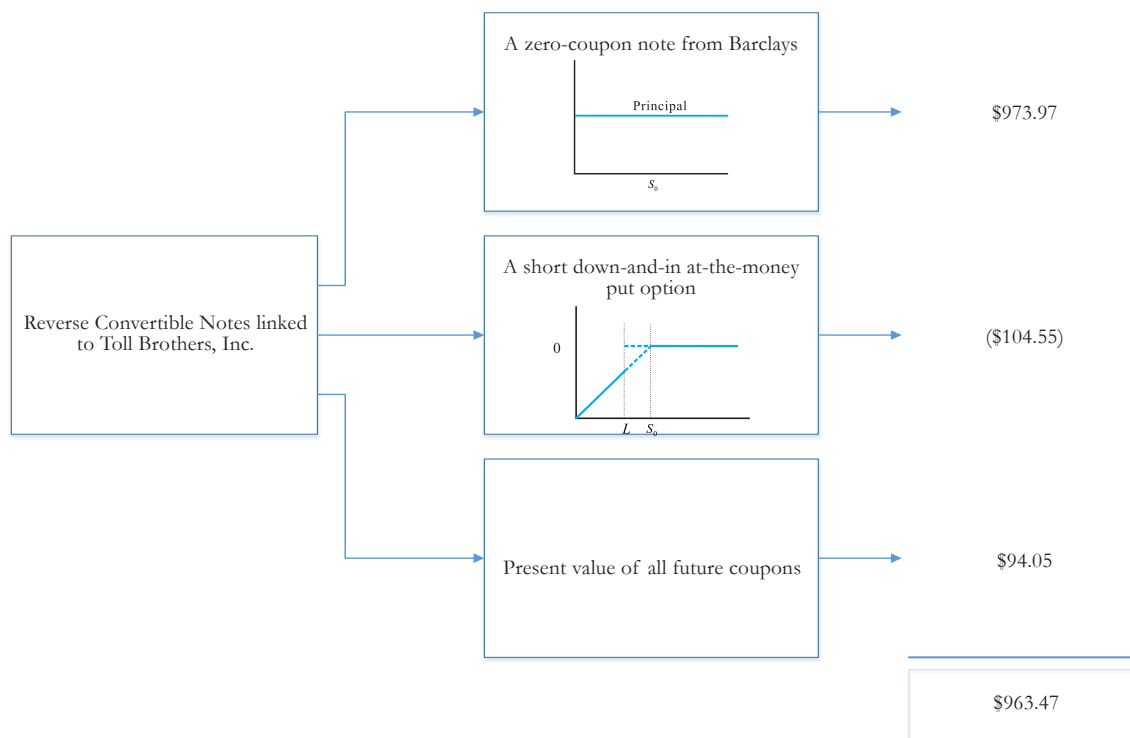 A zero-coupon note from Barclays
Principal
S₀
$973.97
Reverse Convertible Notes linked
to Toll Brothers, Inc.
A short down-and-in at-the-money
put option
0
L S₀
($104.55)
Present value of all future coupons
$94.05
$963.47